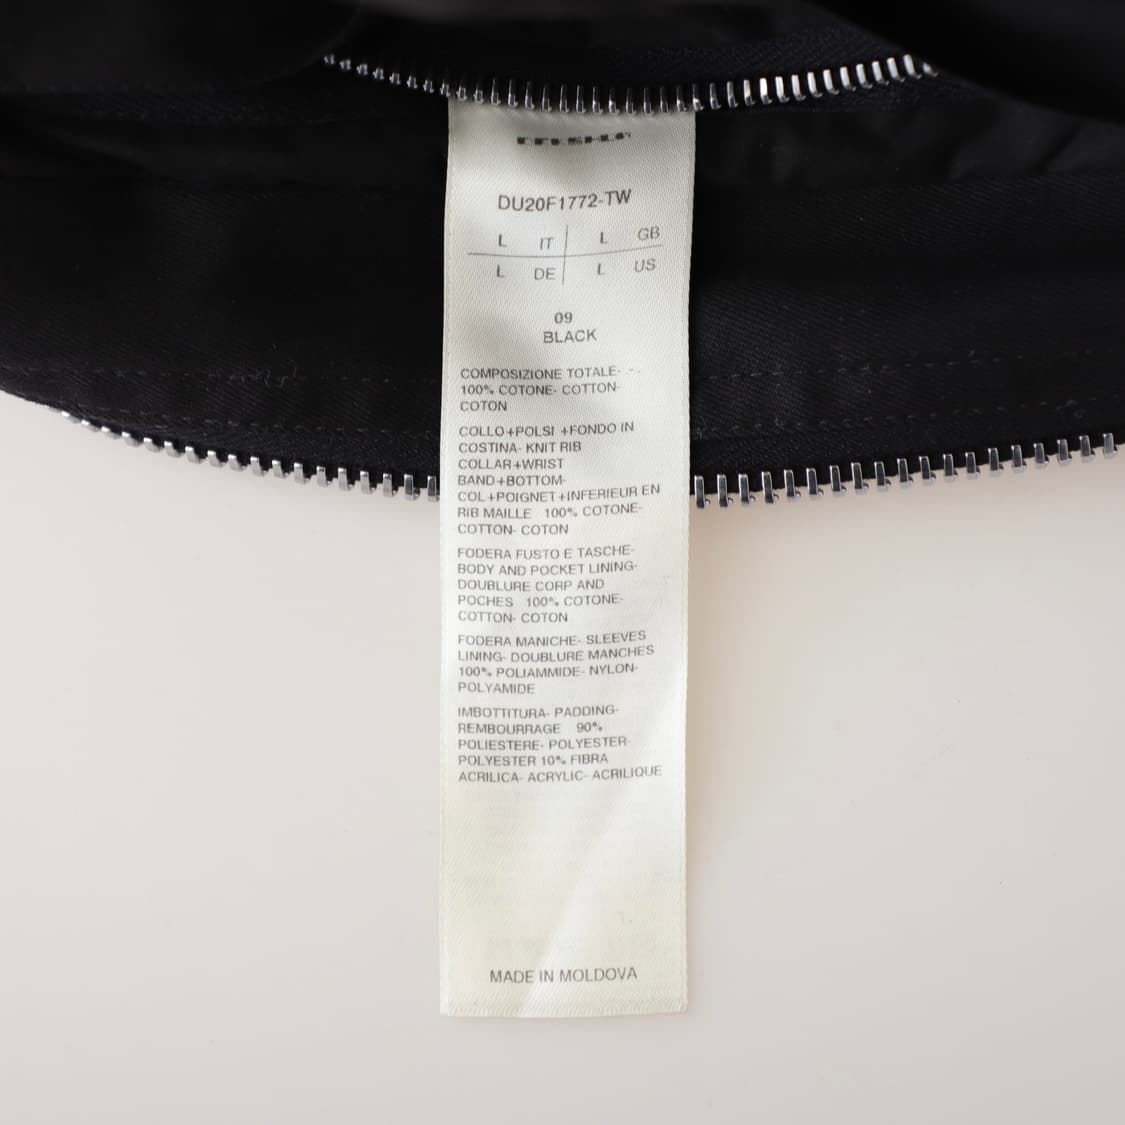 DRKSHDW
DU20F1772-TW
L IT L GB
L DE L US
09
BLACK
COMPOSIZIONE TOTALE- -.
100% COTONE- COTTON-
COTON
COLLO+POLSI +FONDO IN
COSTINA- KNIT RIB
COLLAR+WRIST
BAND+BOTTOM-
COL+POIGNET+INFERIEUR EN
RIB MAILLE 100% COTONE-
COTTON- COTON
FODERA FUSTO E TASCHE-
BODY AND POCKET LINING-
DOUBLURE CORP AND
POCHES 100% COTONE-
COTTON- COTON
FODERA MANICHE- SLEEVES
LINING- DOUBLURE MANCHES
100% POLIAMMIDE- NYLON-
POLYAMIDE
IMBOTTITURA- PADDING-
REMBOURRAGE 90%
POLIESTERE- POLYESTER-
POLYESTER 10% FIBRA
ACRILICA- ACRYLIC- ACRILIQUE
MADE IN MOLDOVA